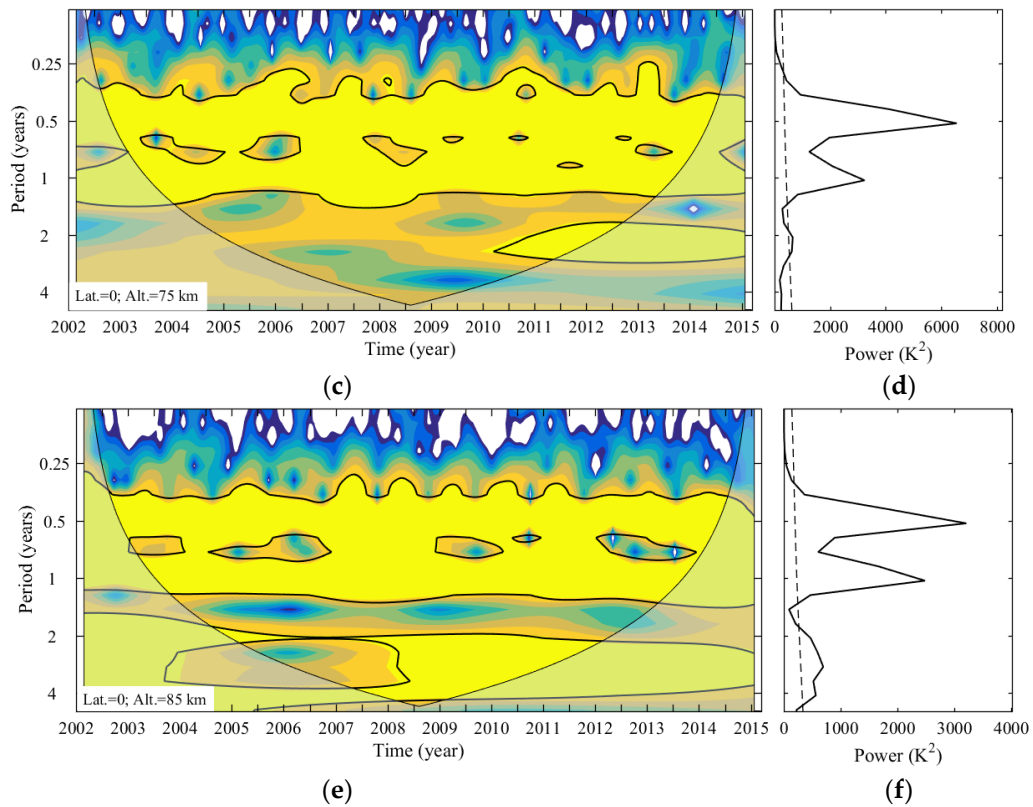 Period (years)
0.25
0.5
1
2
4
Lat.=0; Alt.=75 km
2002 2003 2004 2005 2006 2007 2008 2009 2010 2011 2012 2013 2014 2015
Time (year)
(c)
0 2000 4000 6000 8000
Power (K²)
(d)
Period (years)
0.25
0.5
1
2
4
Lat.=0; Alt.=85 km
2002 2003 2004 2005 2006 2007 2008 2009 2010 2011 2012 2013 2014 2015
Time (year)
(e)
0 1000 2000 3000 4000
Power (K²)
(f)